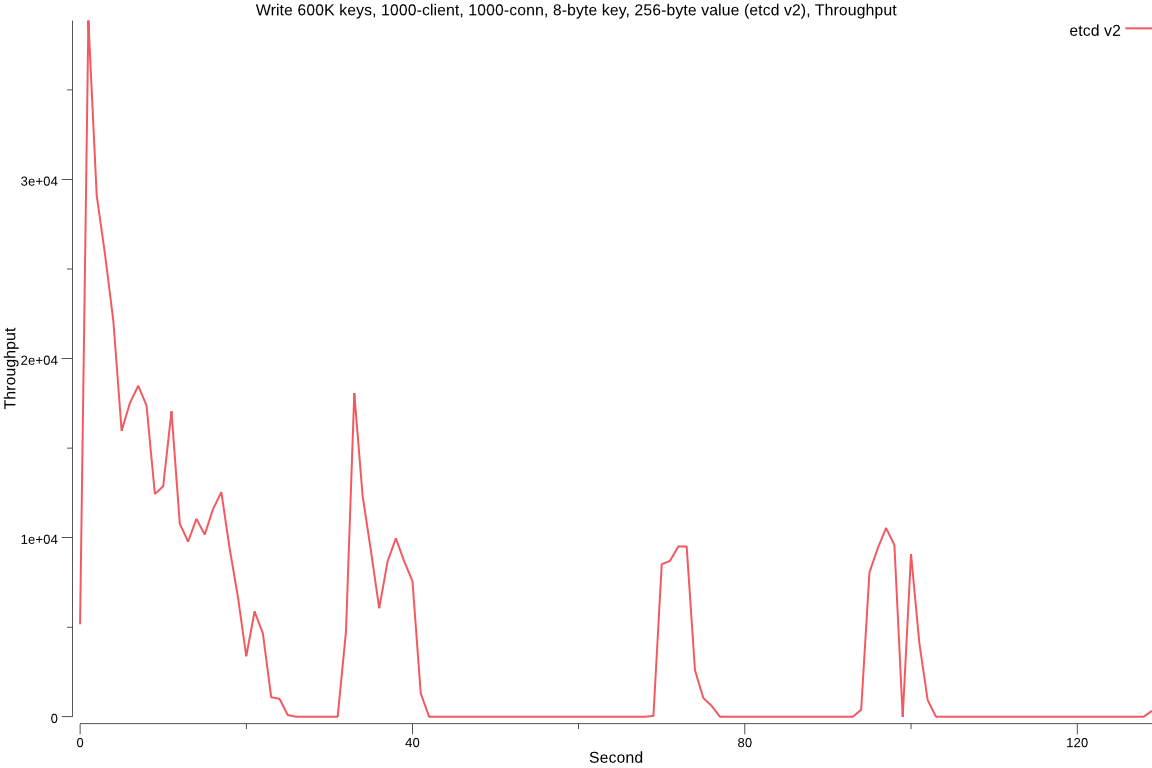 Write 600K keys, 1000-client, 1000-conn, 8-byte key, 256-byte value (etcd v2), Throughput
etcd v2
3e+04
2e+04
1e+04
0
Throughput
0
40
80
120
Second